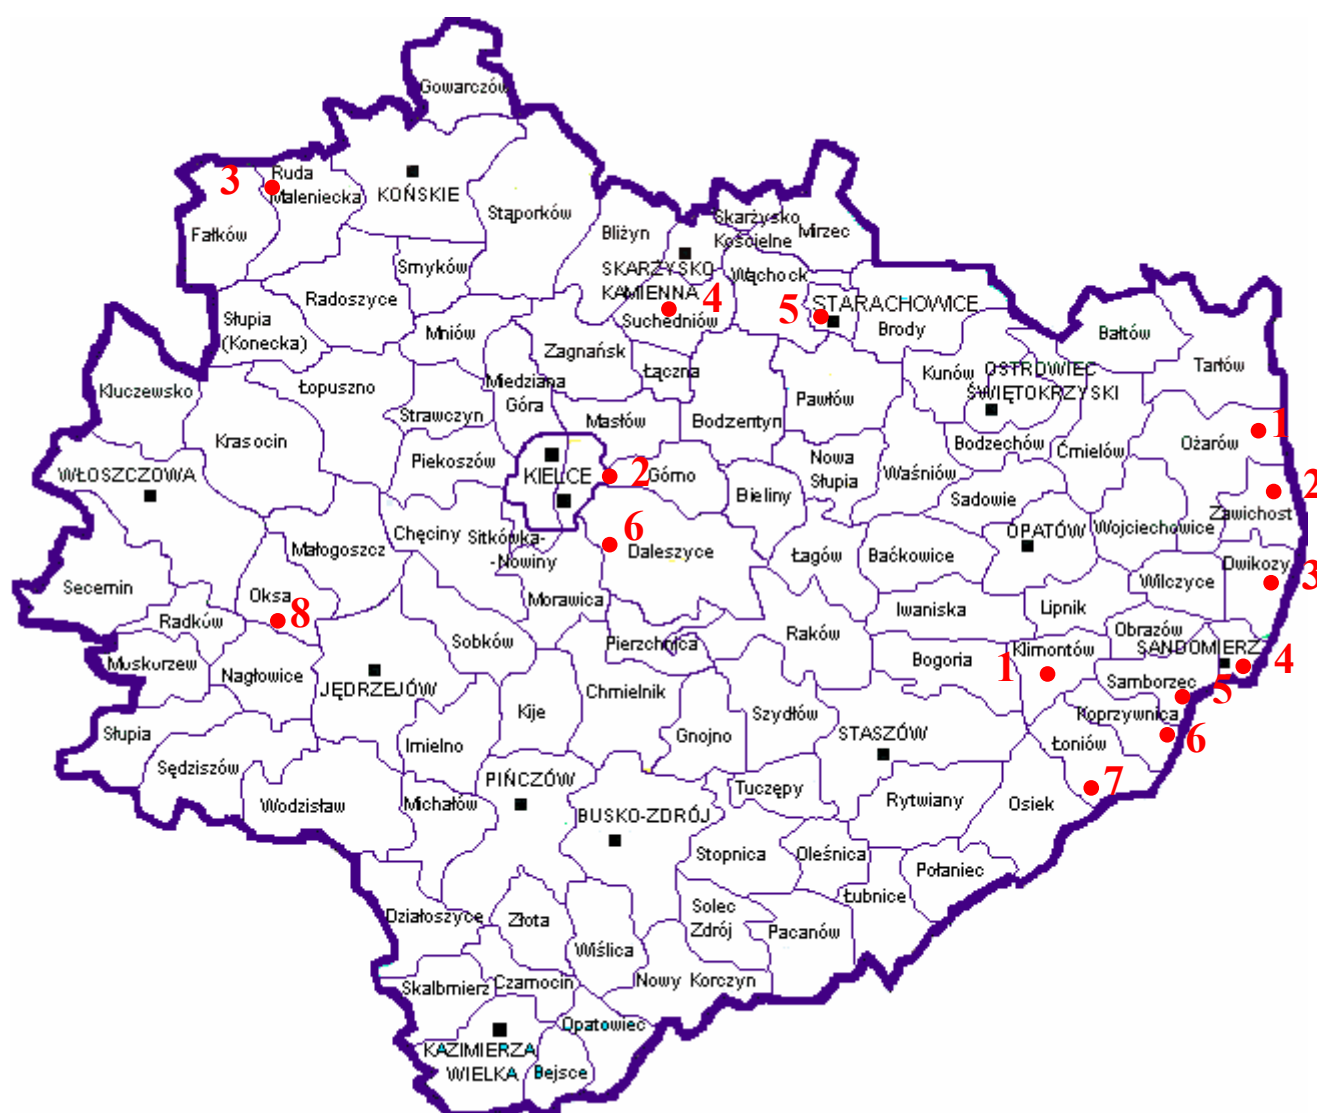 Gowarczów
3
Ruda
Maleniecka
KOŃSKIE
Stąporków
Fałków
Skarżysko
Kościelne
Mirzec
Bliżyn
SKARŻYSKO-
KAMIENNA
Wąchock
Smyków
Radoszyce
4
5
STARACHOWICE
Suchedniów
Brody
Słupia
(Konecka)
Mniów
Zagnańsk
Bałtów
Tarłów
Łączna
Kunów
OSTROWIEC
ŚWIĘTOKRZYSKI
Kluczewsko
Łopuszno
Miedziana
Góra
Strawczyn
Masłów
Bodzentyn
Pawłów
Krasocin
Bodzechów
Ćmielów
Ożarów
1
Piekoszów
Nowa
Słupia
Waśniów
WŁOSZCZOWA
KIELCE
2
Górno
Bieliny
Sadowie
2
Zawichost
Chęciny
Sitkówka-
-Nowiny
6
Daleszyce
Łagów
Baćkowice
OPATÓW
Wojciechowice
Małogoszcz
Dwikozy
3
Secemin
Oksa
8
Morawica
Wilczyce
Iwaniska
Lipnik
Radków
Sobków
Pierzchnica
Raków
Obrazów
Muskurzew
Bogoria
Klimontów
1
SANDOMIERZ
4
Nagłowice
JĘDRZEJÓW
Chmielnik
Samborzec
5
Kije
Szydłów
Koprzywnica
6
Słupia
Imielno
Gnojno
STASZÓW
Łoniów
Sędziszów
PIŃCZÓW
7
Wodzisław
Michałów
Tuczępy
Rytwiany
Osiek
BUSKO-ZDRÓJ
Stopnica
Oleśnica
Połaniec
Łubnice
Działoszyce
Złota
Solec
Zdrój
Pacanów
Wiślica
Skalbmierz
Czarnocin
Nowy Korczyn
Opatowiec
KAZIMIERZA
WIELKA
Bejsce